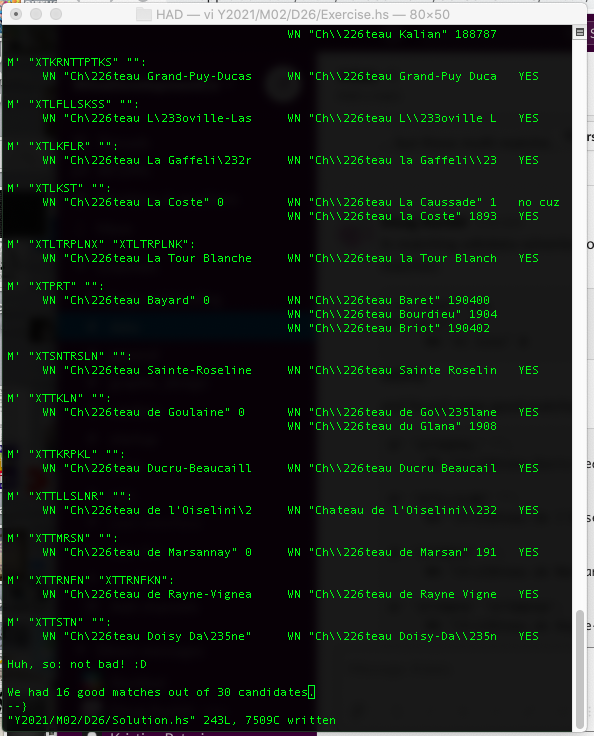 HAD — vi Y2021/M02/D26/Exercise.hs — 80×50
WN "Ch\\226teau Kalian" 188787
M' "XTKRNTTPTKS" "":
WN "Ch\226teau Grand-Puy-Ducas WN "Ch\\226teau Grand-Puy Duca YES
M' "XTLFLLSKSS" "":
WN "Ch\226teau L\233oville-Las WN "Ch\\226teau L\\233oville L YES
M' "XTLKFLR" "":
WN "Ch\226teau La Gaffeli\232r WN "Ch\\226teau la Gaffeli\\23 YES
M' "XTLKST" "":
WN "Ch\226teau La Coste" 0 WN "Ch\\226teau La Caussade" 1 no cuz
WN "Ch\\226teau la Coste" 1893 YES
M' "XTLTRPLNX" "XTLTRPLNK":
WN "Ch\226teau La Tour Blanche WN "Ch\\226teau la Tour Blanch YES
M' "XTPRT" "":
WN "Ch\226teau Bayard" 0 WN "Ch\\226teau Baret" 190400
WN "Ch\\226teau Bourdieu" 1904
WN "Ch\\226teau Briot" 190402
M' "XTSNTRSLN" "":
WN "Ch\226teau Sainte-Roseline WN "Ch\\226teau Sainte Roselin YES
M' "XTTKLN" "":
WN "Ch\226teau de Goulaine" 0 WN "Ch\\226teau de Go\\235lane YES
WN "Ch\\226teau du Glana" 1908
M' "XTTKRPKL" "":
WN "Ch\226teau Ducru-Beaucaill WN "Ch\\226teau Ducru Beaucail YES
M' "XTTLLSLNR" "":
WN "Ch\226teau de l'Oiselini\2 WN "Chateau de l'Oiselini\\232 YES
M' "XTTMRSN" "":
WN "Ch\226teau de Marsannay" 0 WN "Ch\\226teau de Marsan" 191 YES
M' "XTTRNFN" "XTTRNFKN":
WN "Ch\226teau de Rayne-Vignea WN "Ch\\226teau de Rayne Vigne YES
M' "XTTSTN" "":
WN "Ch\226teau Doisy Da\235ne" WN "Ch\\226teau Doisy-Da\\235n YES
Huh, so: not bad! :D
We had 16 good matches out of 30 candidates.
--}
"Y2021/M02/D26/Solution.hs" 243L, 7509C written